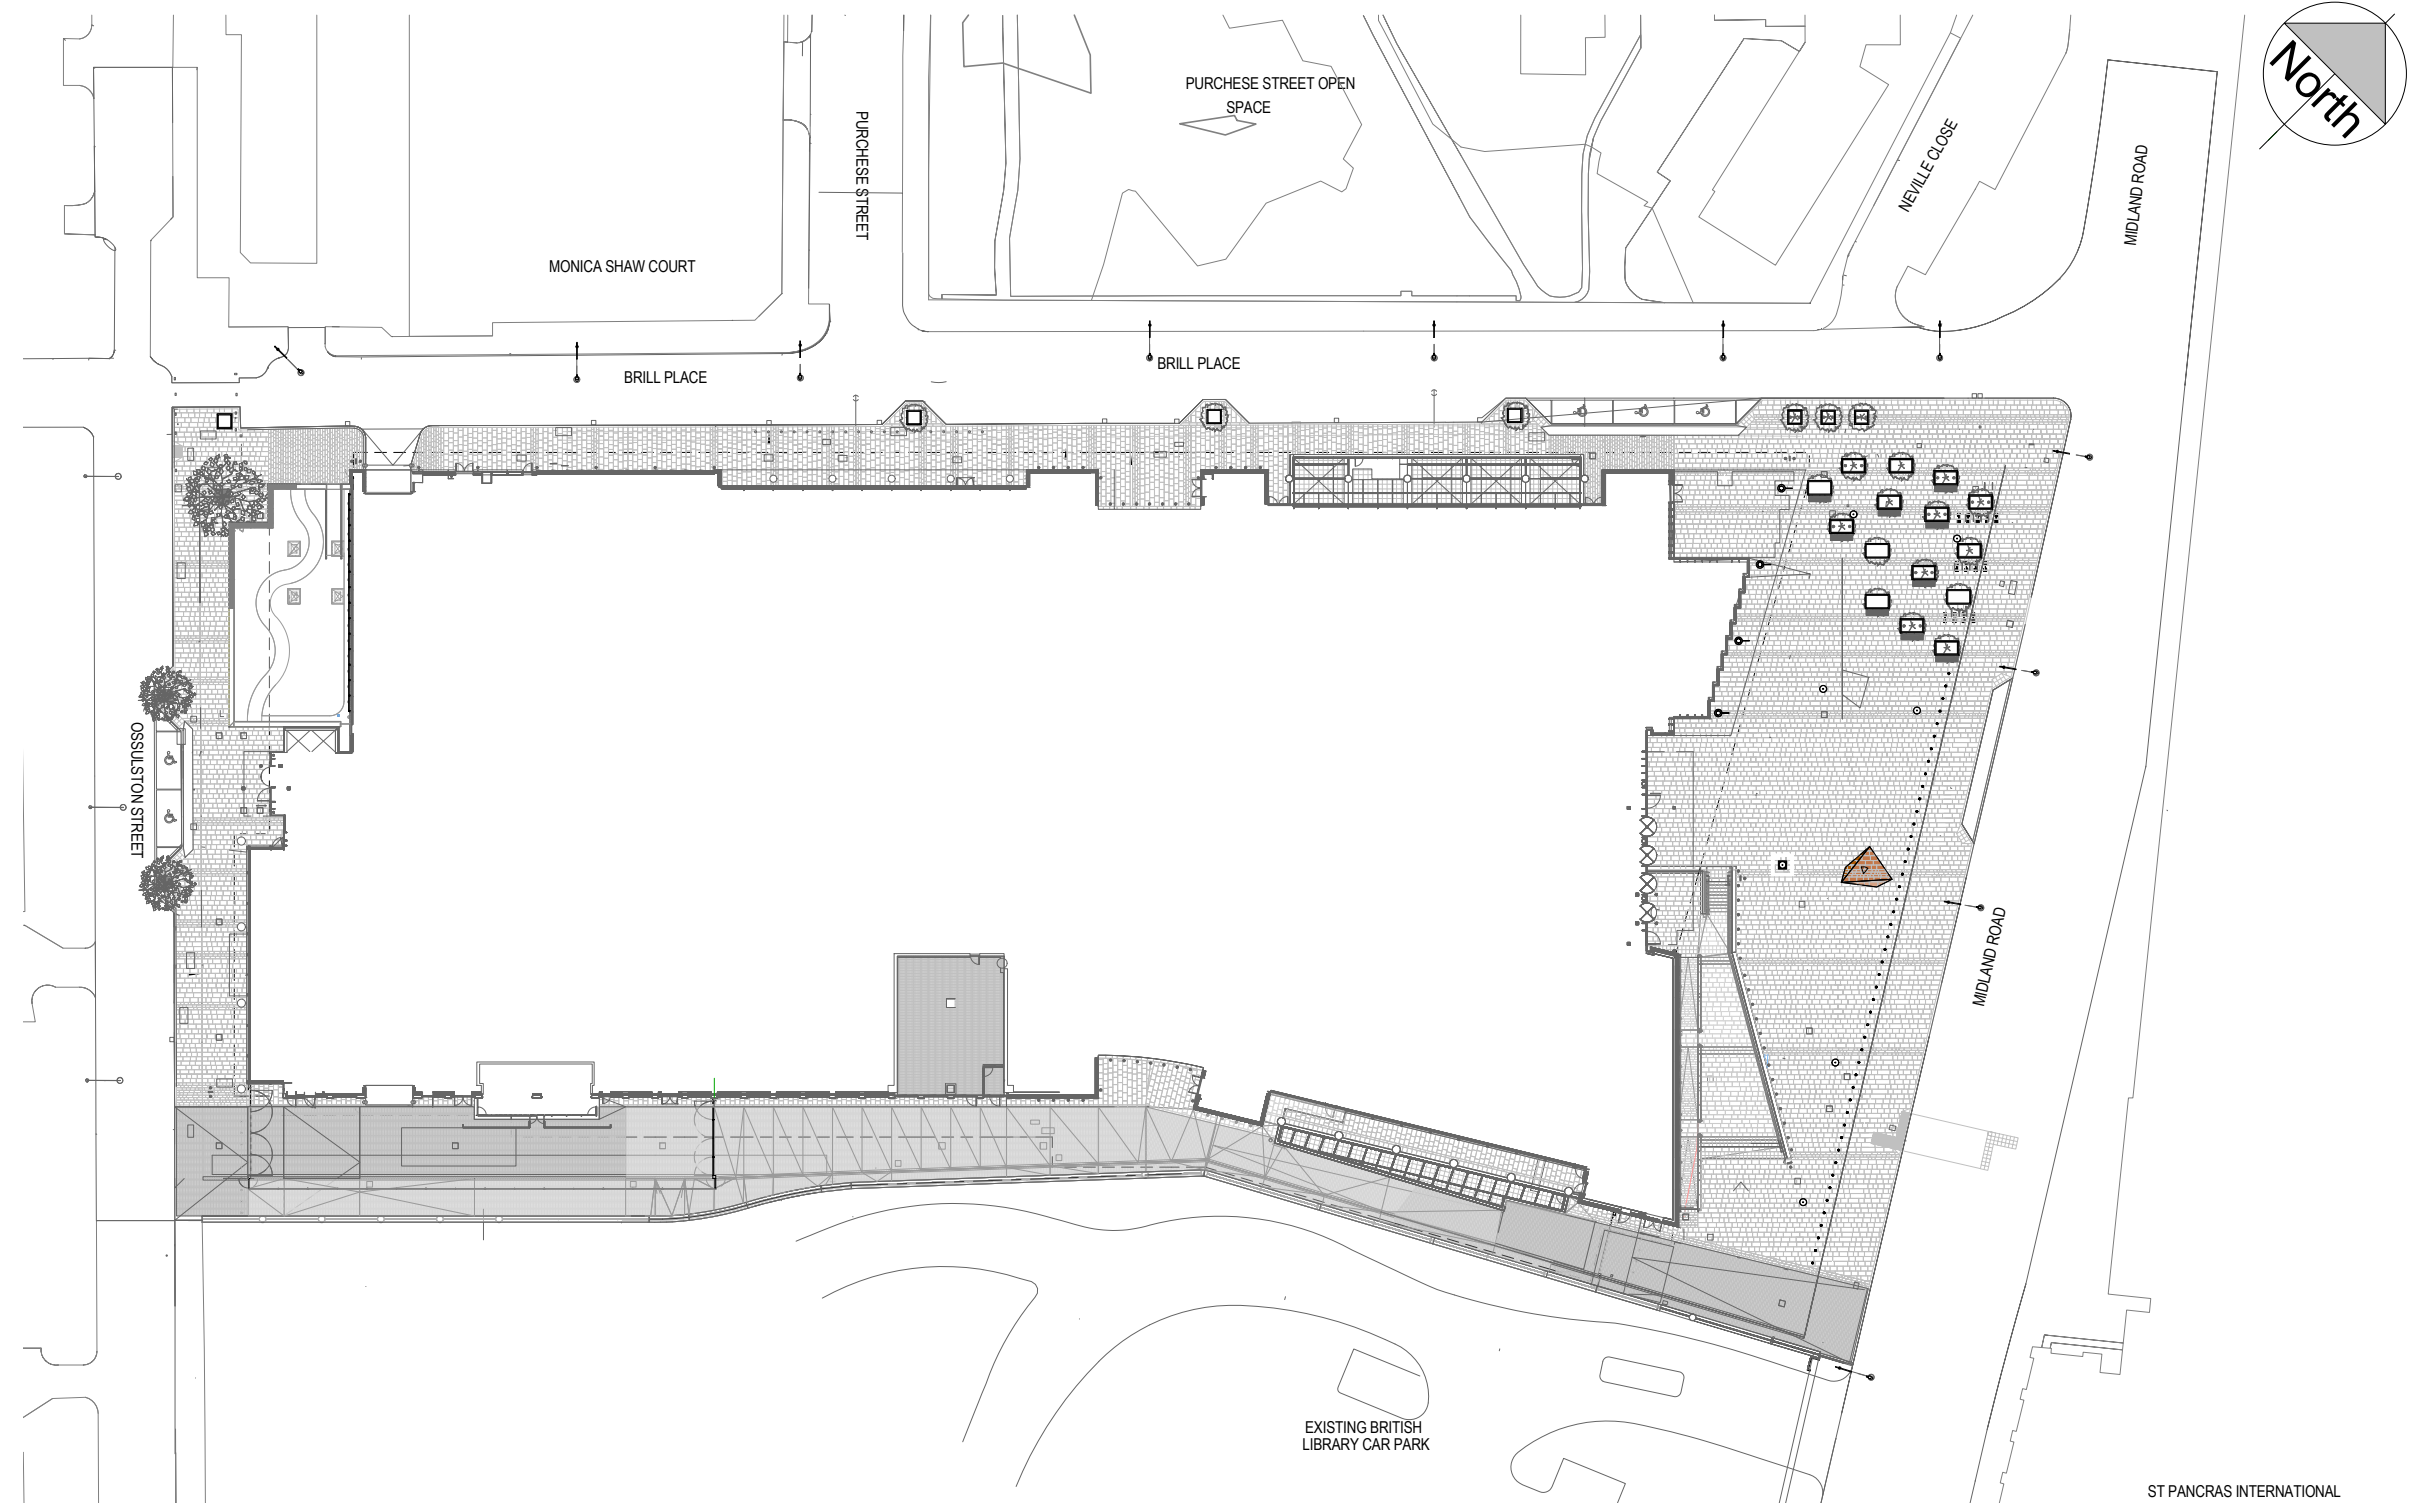 North
PURCHESE STREET OPEN
SPACE
PURCHESE STREET
NEVILLE CLOSE
MIDLAND ROAD
MONICA SHAW COURT
BRILL PLACE
BRILL PLACE
OSSULSTON STREET
MIDLAND ROAD
EXISTING BRITISH
LIBRARY CAR PARK
ST PANCRAS INTERNATIONAL